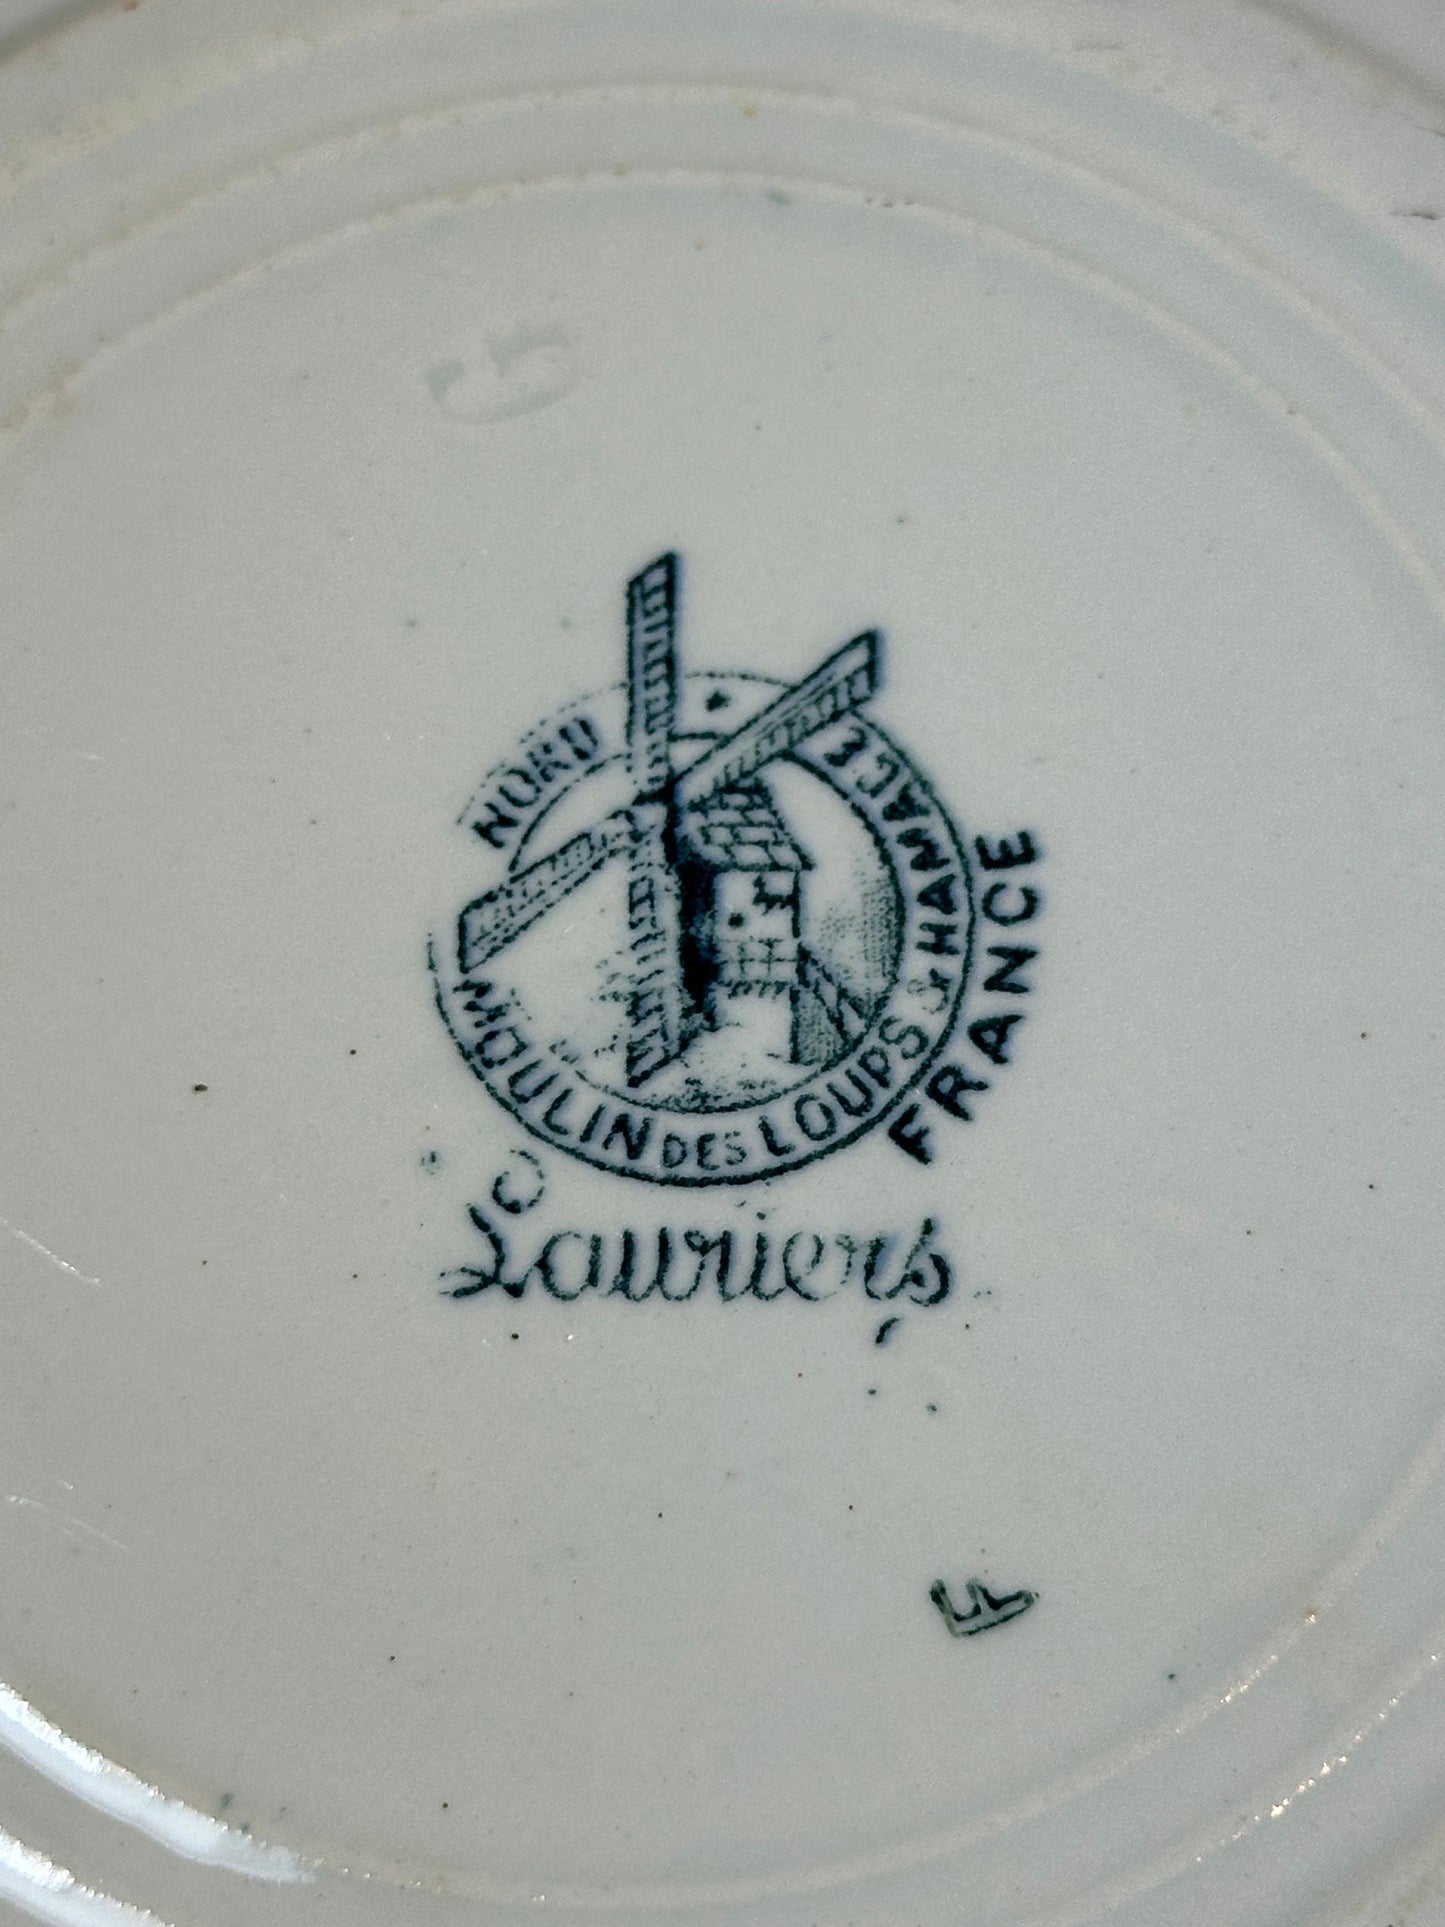 G
NORD
MOULIN DES LOUPS & HAMAGE
FRANCE
Lauriers
F